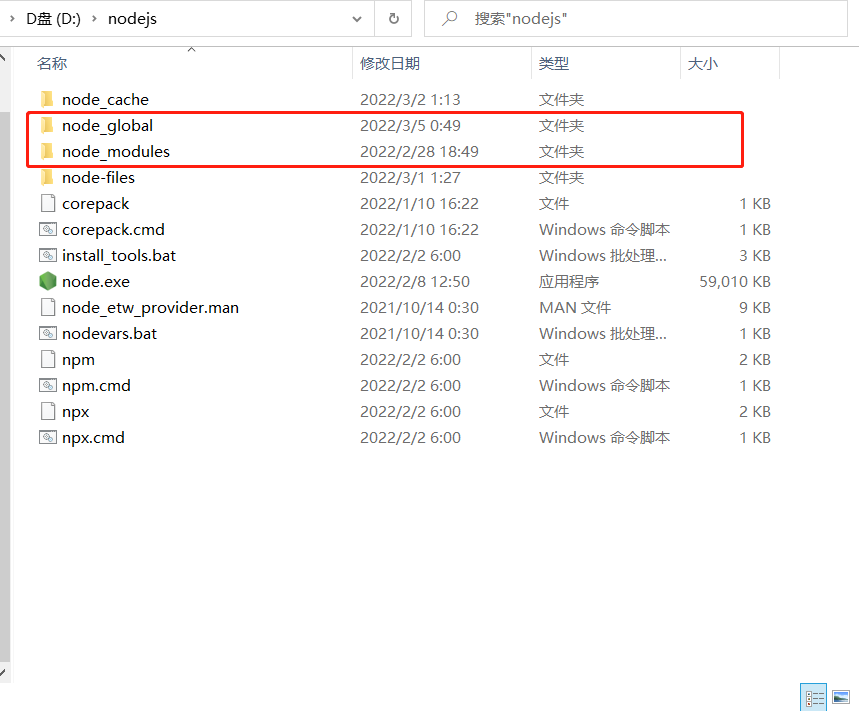 D盘 (D:) nodejs 搜索"nodejs"
名称 修改日期 类型 大小
node_cache 2022/3/2 1:13 文件夹
node_global 2022/3/5 0:49 文件夹
node_modules 2022/2/28 18:49 文件夹
node-files 2022/3/1 1:27 文件夹
corepack 2022/1/10 16:22 文件 1 KB
corepack.cmd 2022/1/10 16:22 Windows 命令脚本 1 KB
install_tools.bat 2022/2/2 6:00 Windows 批处理... 3 KB
node.exe 2022/2/8 12:50 应用程序 59,010 KB
node_etw_provider.man 2021/10/14 0:30 MAN 文件 9 KB
nodevars.bat 2021/10/14 0:30 Windows 批处理... 1 KB
npm 2022/2/2 6:00 文件 2 KB
npm.cmd 2022/2/2 6:00 Windows 命令脚本 1 KB
npx 2022/2/2 6:00 文件 2 KB
npx.cmd 2022/2/2 6:00 Windows 命令脚本 1 KB